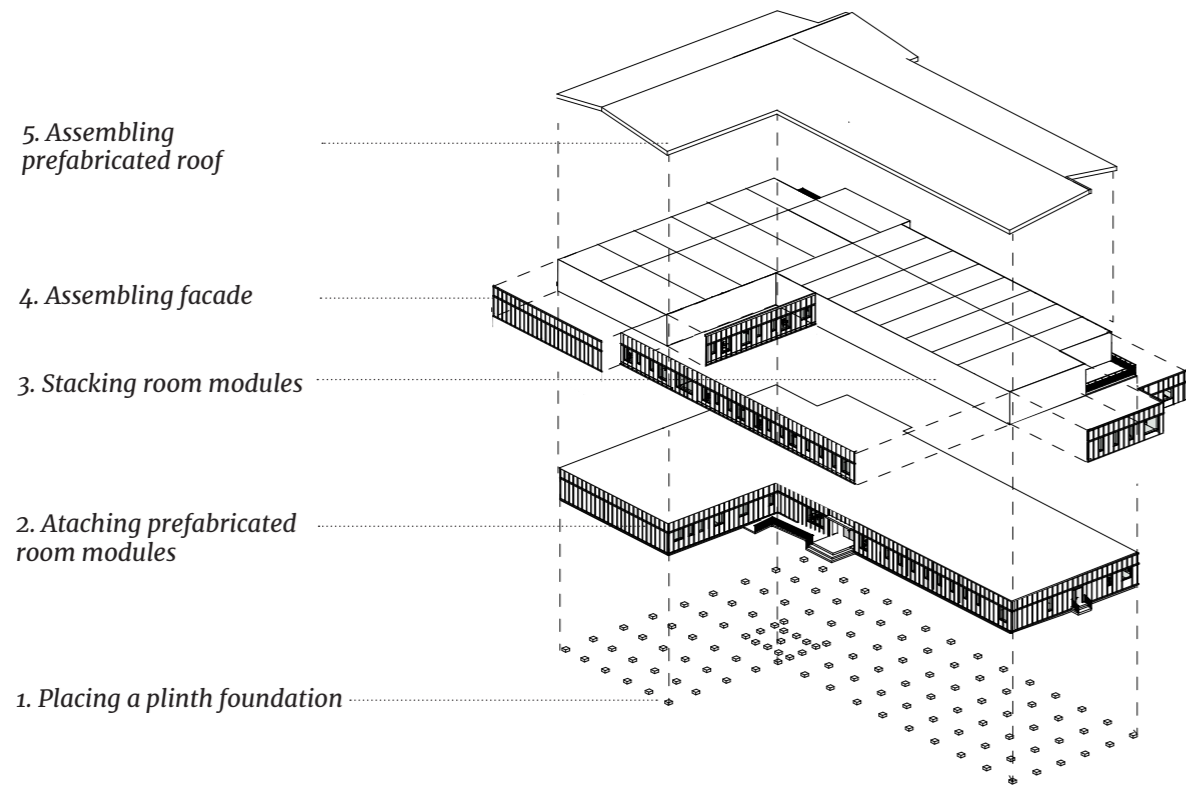 5. Assembling
prefabricated roof
4. Assembling facade
3. Stacking room modules
2. Ataching prefabricated
room modules
1. Placing a plinth foundation